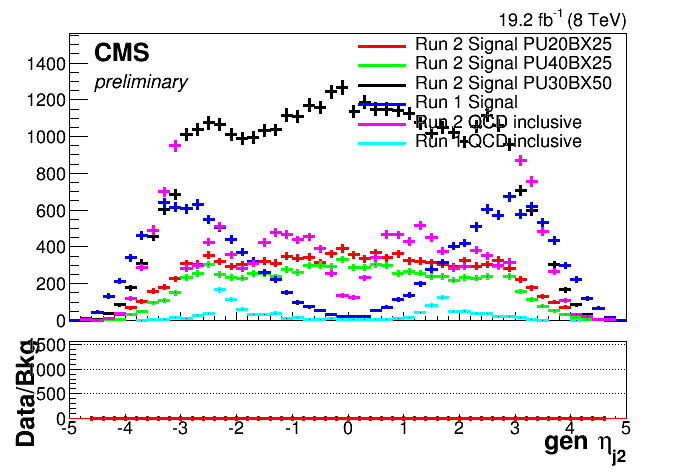 19.2 fb-1 (8 TeV)
CMS
preliminary
Run 2 Signal PU20BX25
Run 2 Signal PU40BX25
Run 2 Signal PU30BX50
Run 1 Signal
Run 2 QCD inclusive
Run 1 QCD inclusive
1400
1200
1000
800
600
400
200
0
Data/Bkg
1500
1000
500
0
-5 -4 -3 -2 -1 0 1 2 3 4 5
gen ηj2